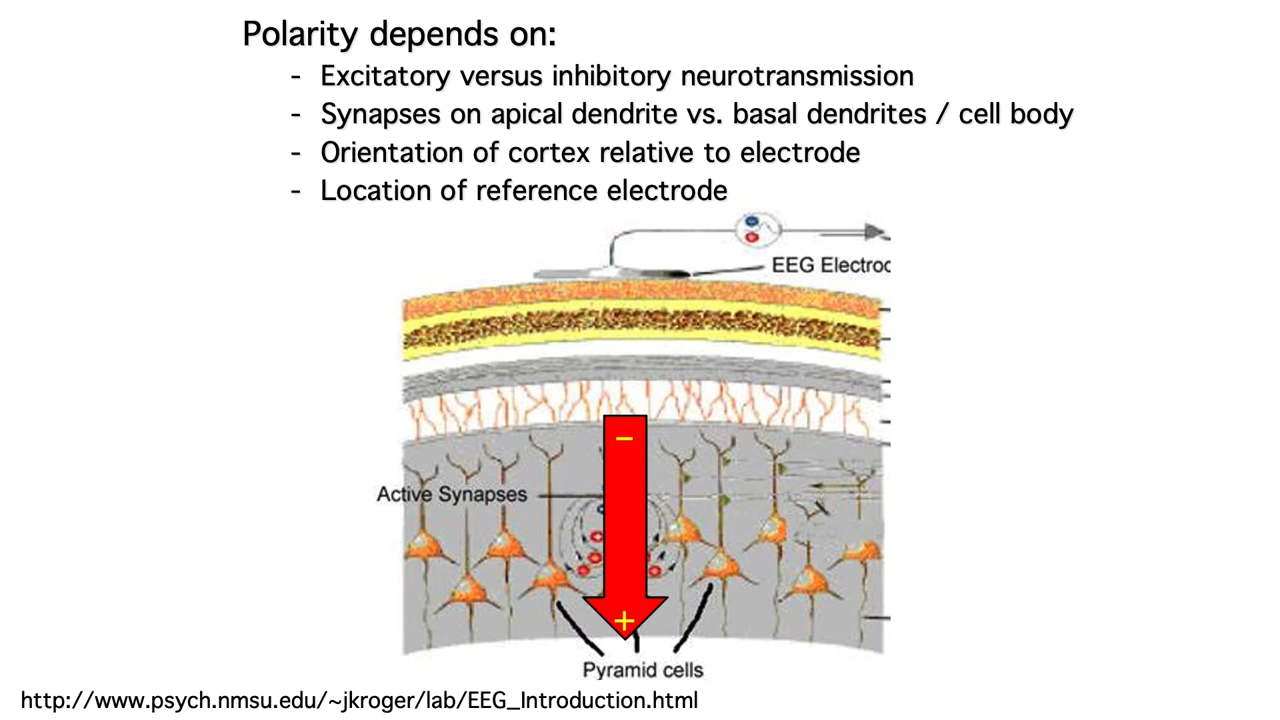 Polarity depends on:
- Excitatory versus inhibitory neurotransmission
- Synapses on apical dendrite vs. basal dendrites / cell body
- Orientation of cortex relative to electrode
- Location of reference electrode
EEG Electroc
−
Active Synapses
+
Pyramid cells
http://www.psych.nmsu.edu/~jkroger/lab/EEG_Introduction.html